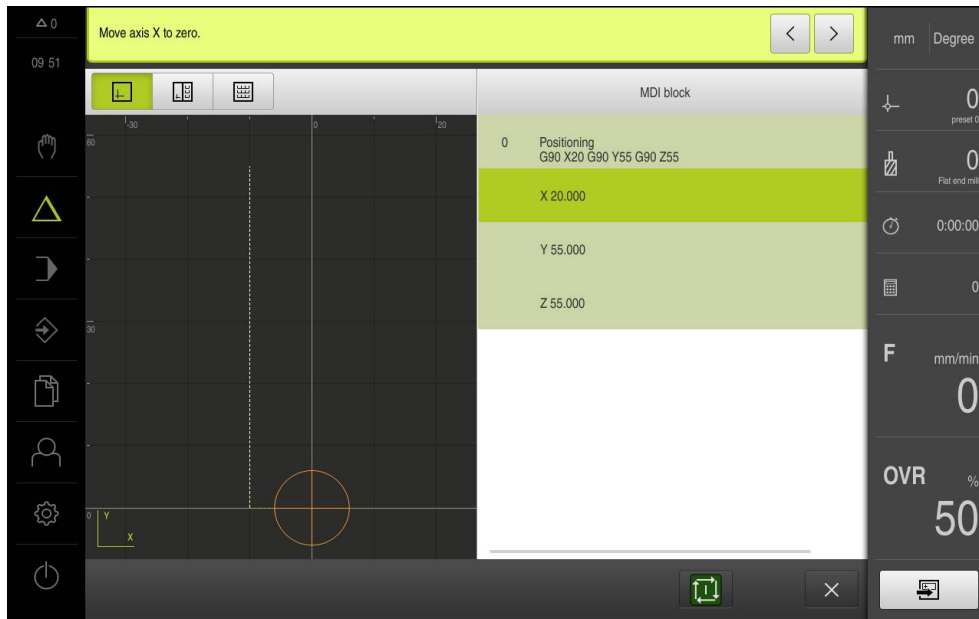 0
09 51
Move axis X to zero.
mm Degree
-30 0 20
60
30
0 Y
X
MDI block
0 Positioning
G90 X20 G90 Y55 G90 Z55
X 20.000
Y 55.000
Z 55.000
0
preset 0
0
Flat end mill
0:00:00
0
F mm/min
0
OVR %
50